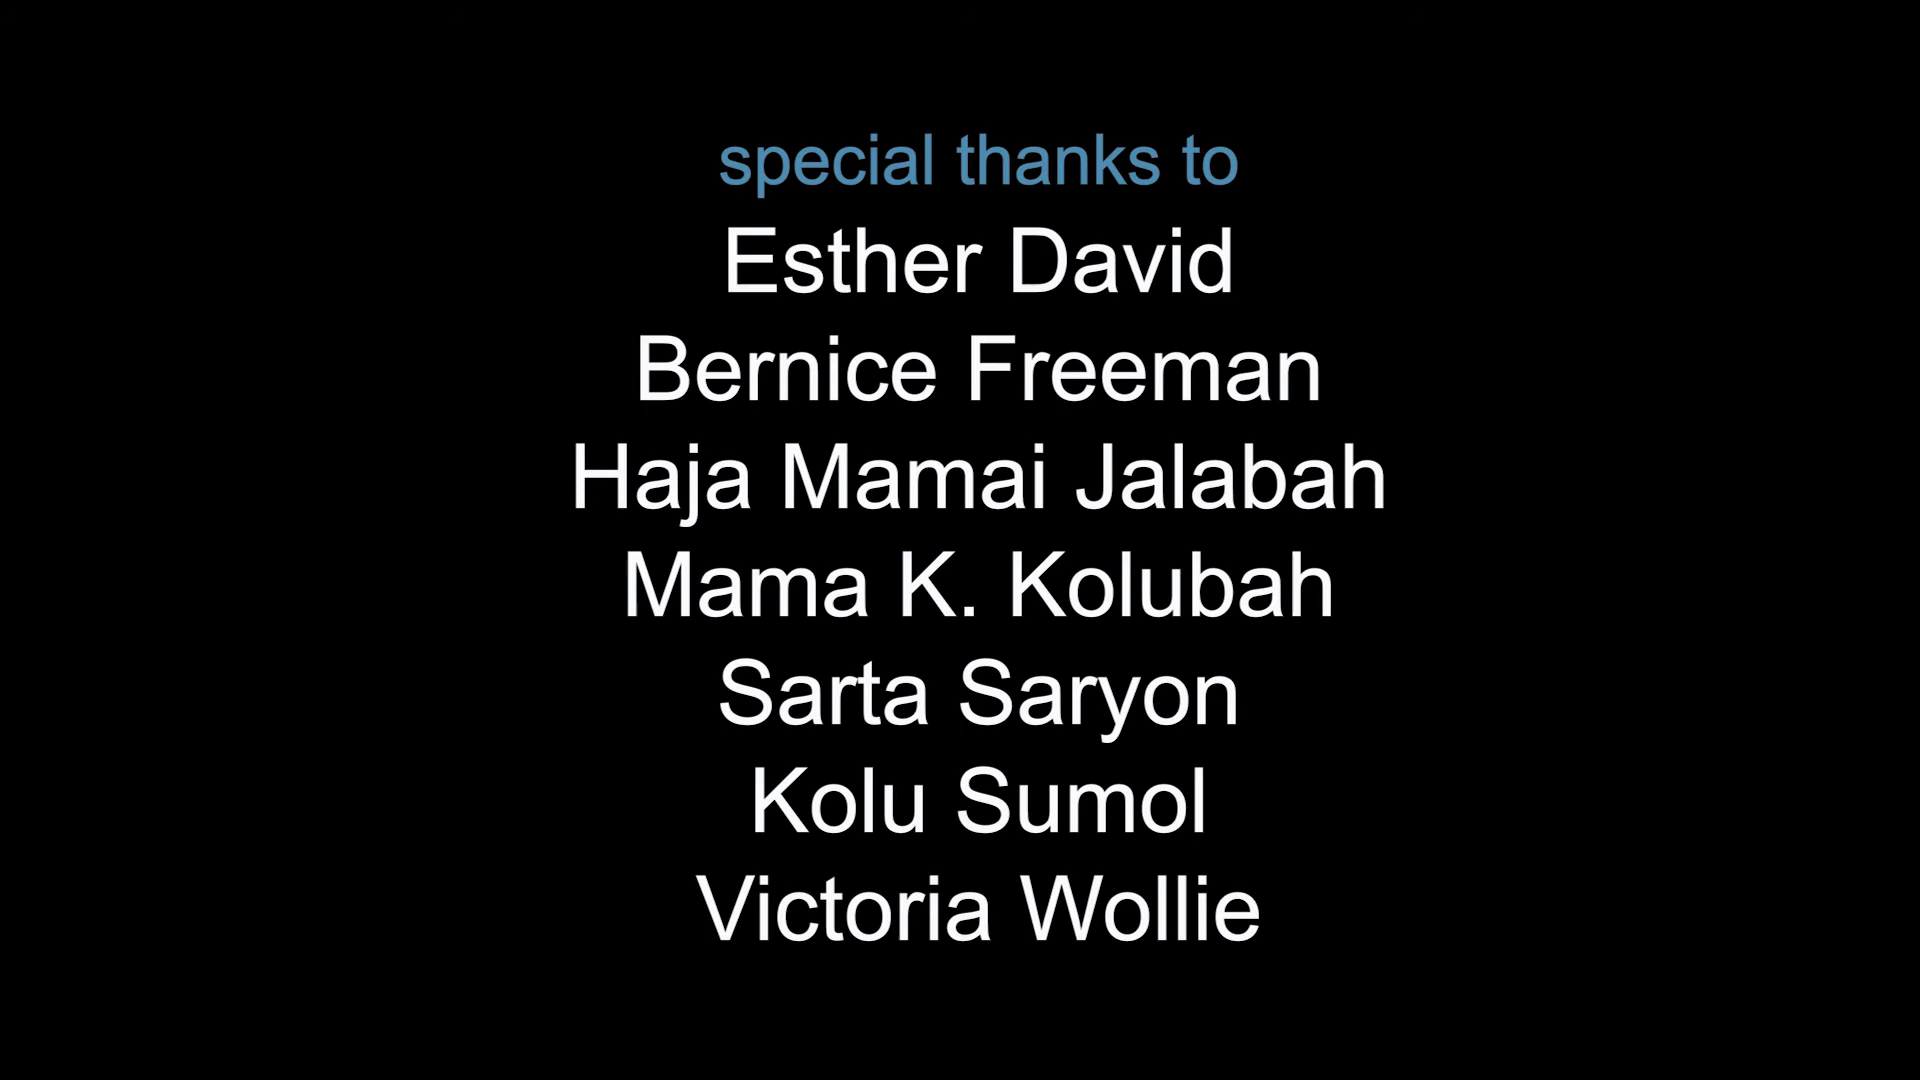 special thanks to
Esther David
Bernice Freeman
Haja Mamai Jalabah
Mama K. Kolubah
Sarta Saryon
Kolu Sumol
Victoria Wollie